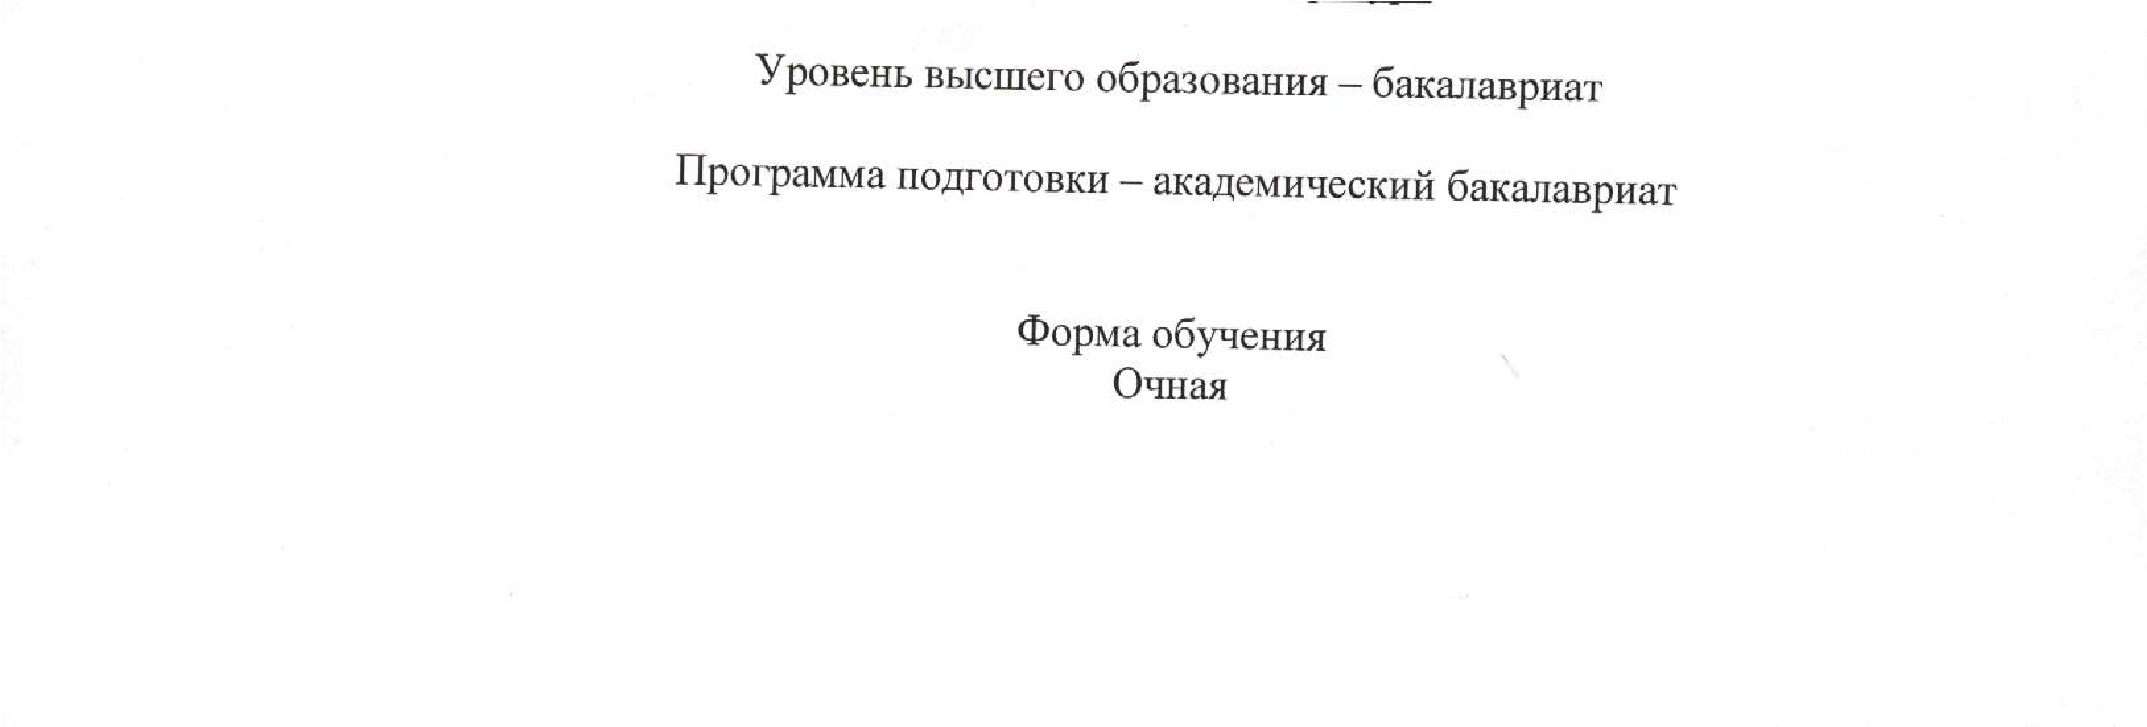 Уровень высшего образования – бакалавриат
Программа подготовки – академический бакалавриат
Форма обучения
Очная